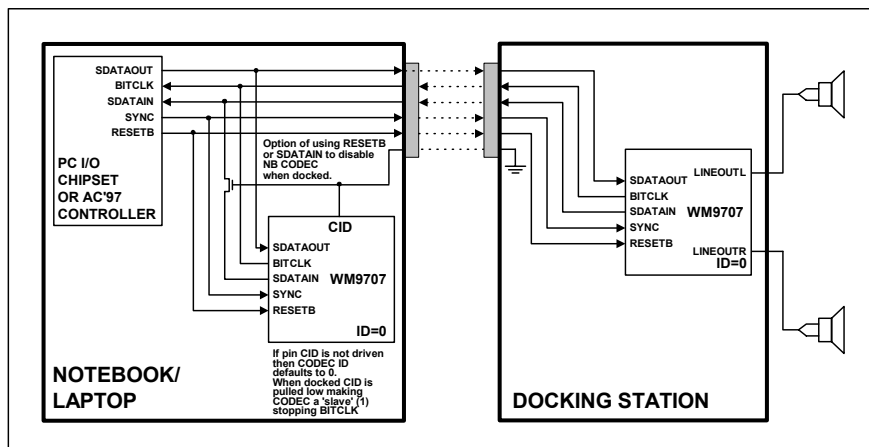 SDATAOUT
BITCLK
SDATAIN
SYNC
RESETB
PC I/O
CHIPSET
OR AC'97
CONTROLLER
Option of using RESETB
or SDATAIN to disable
NB CODEC
when docked.
CID
SDATAOUT
BITCLK
SDATAIN
WM9707
SYNC
RESETB
ID=0
If pin CID is not driven
then CODEC ID
defaults to 0.
When docked CID is
pulled low making
CODEC a 'slave' (1)
stopping BITCLK
NOTEBOOK/
LAPTOP
SDATAOUT
LINEOUTL
BITCLK
SDATAIN
WM9707
SYNC
RESETB
LINEOUTR
ID=0
DOCKING STATION